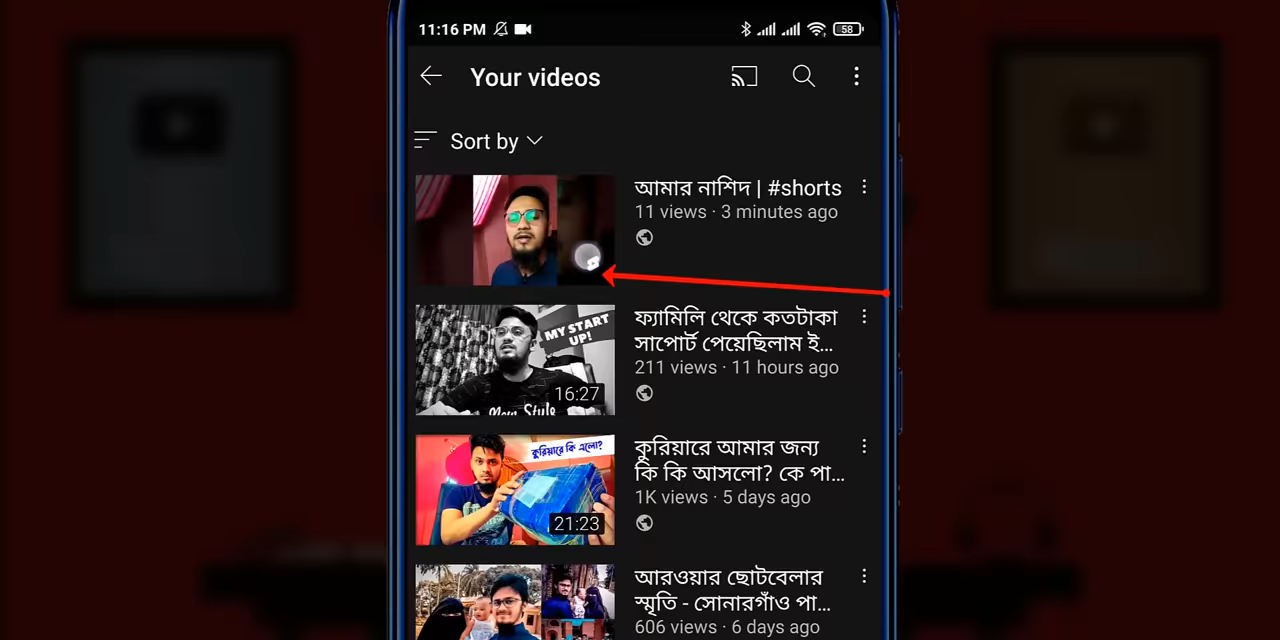 11:16 PM
58
Your videos
Sort by
আমার নাশিদ | #shorts
11 views · 3 minutes ago
MY START
UP!
16:27
New Style
ফ্যামিলি থেকে কতটাকা
সাপোর্ট পেয়েছিলাম ই...
211 views · 11 hours ago
কুরিয়ারে কি এলো?
21:23
কুরিয়ারে আমার জন্য
কি কি আসলো? কে পা...
1K views · 5 days ago
আরওয়ার ছোটবেলার
স্মৃতি - সোনারগাঁও পা...
606 views · 6 days ago